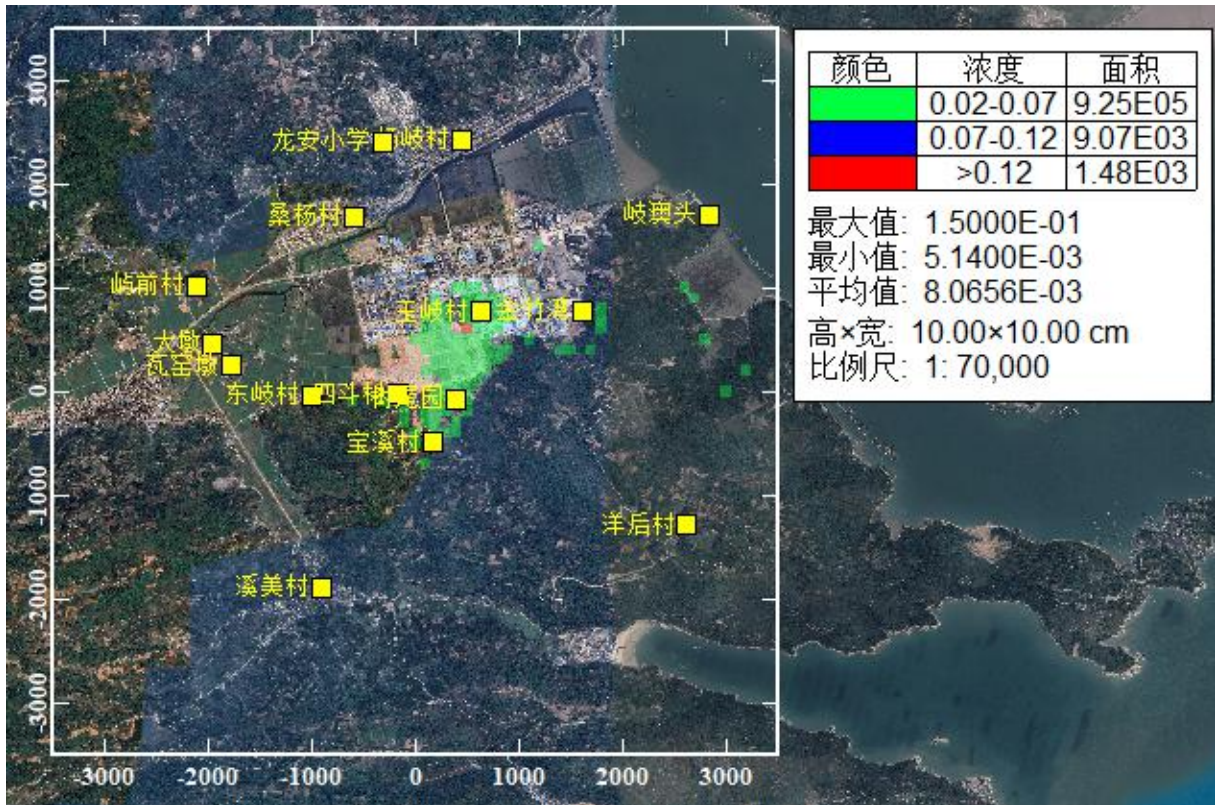 颜色 浓度 面积
0.02-0.07 9.25E05
0.07-0.12 9.07E03
>0.12 1.48E03
最大值: 1.5000E-01
最小值: 5.1400E-03
平均值: 8.0656E-03
高×宽: 10.00×10.00 cm
比例尺: 1: 70,000
3000
2000
1000
0
-1000
-2000
-3000
龙安小学
岐村
桑杨村
岐澳头
屿前村
玉岐村
大墩
瓦窑墩
东岐村
四斗
园
宝溪村
洋后村
溪美村
-3000 -2000 -1000 0 1000 2000 3000